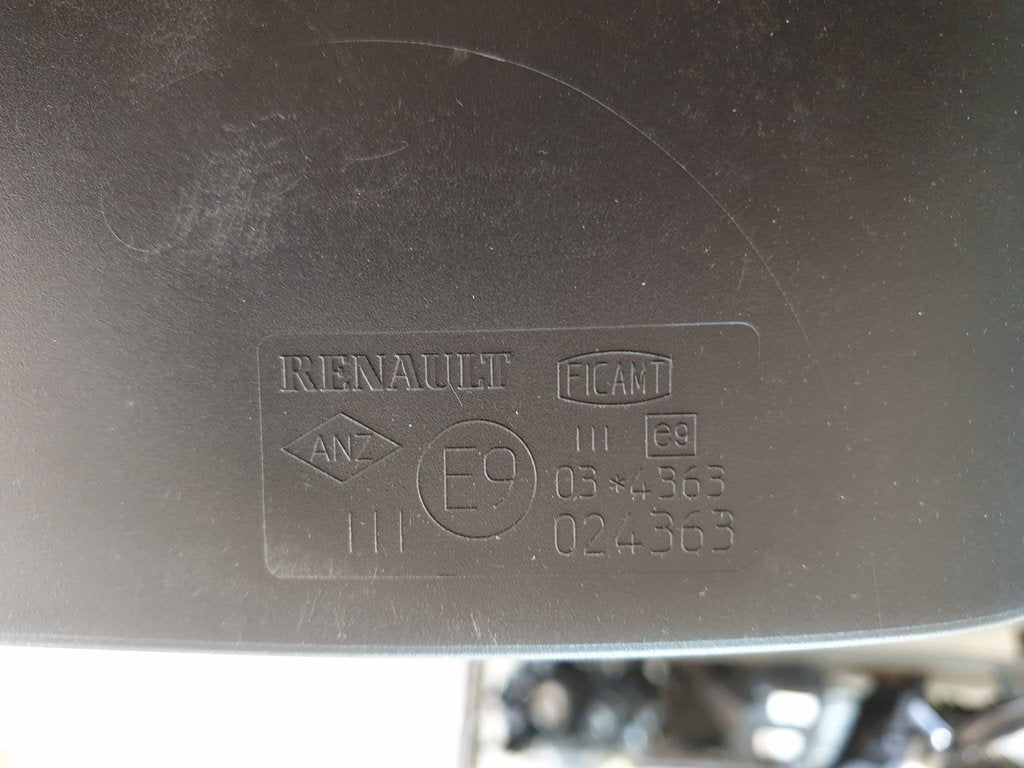 RENAULT FICAMT
ANZ E9 III e9
03*4363
III 024363